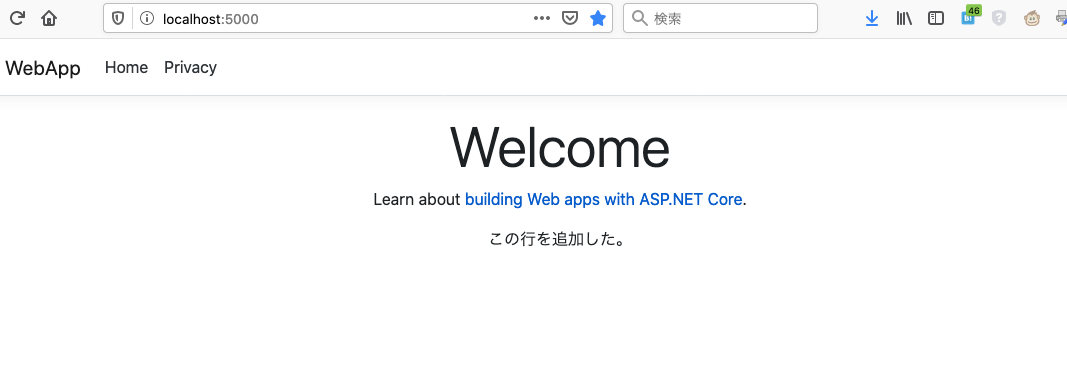 localhost:5000
検索
46
WebApp Home Privacy
Welcome
Learn about building Web apps with ASP.NET Core.
この行を追加した。